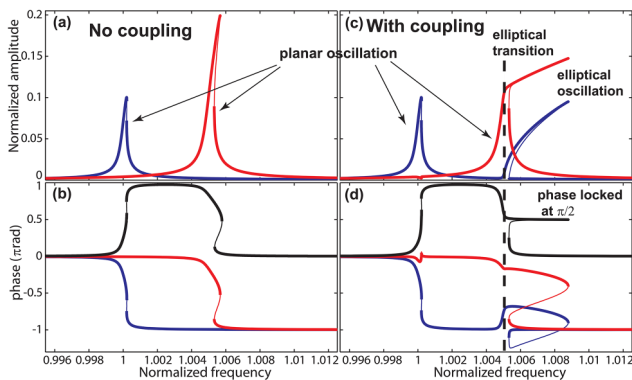 (a)
No coupling
(c)
With coupling
elliptical
transition
planar oscillation
elliptical
oscillation
Normalized amplitude
0.2
0.15
0.1
0.05
0
(b)
(d)
phase locked
at π/2
phase (πrad)
1
0.5
0
-0.5
-1
0.996 0.998 1 1.002 1.004 1.006 1.008 1.01 1.012
0.996 0.998 1 1.002 1.004 1.006 1.008 1.01 1.012
Normalized frequency
Normalized frequency